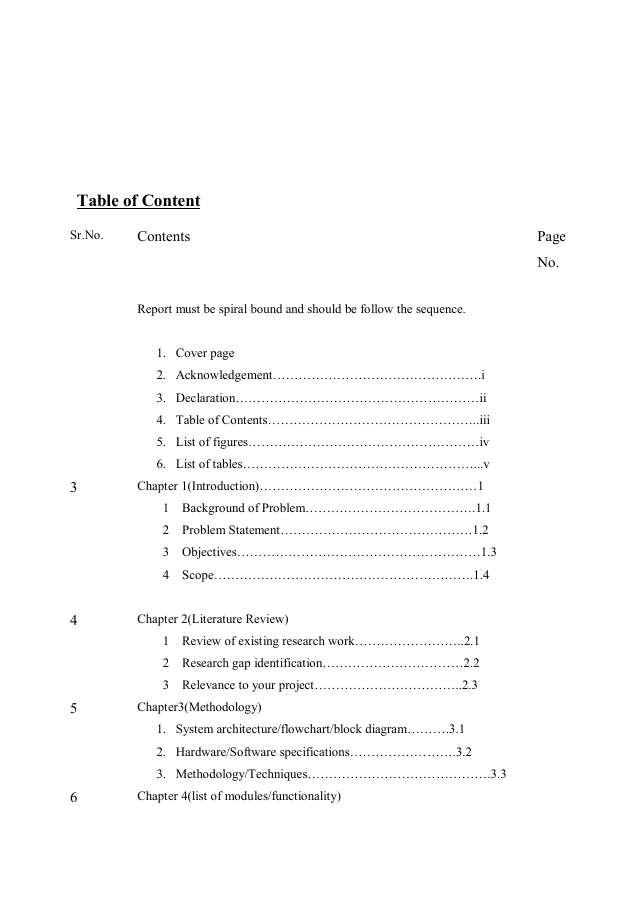 Table of Content
Sr.No. Contents Page
No.
Report must be spiral bound and should be follow the sequence.
1. Cover page
2. Acknowledgement………………………………………….i
3. Declaration…………………………………………………ii
4. Table of Contents…………………………………………..iii
5. List of figures………………………………………………iv
6. List of tables………………………………………………...v
3 Chapter 1(Introduction)……………………………………………1
1 Background of Problem………………………………….1.1
2 Problem Statement………………………………………1.2
3 Objectives…………………………………………………1.3
4 Scope…………………………………………………….1.4
4 Chapter 2(Literature Review)
1 Review of existing research work……………………..2.1
2 Research gap identification……………………………2.2
3 Relevance to your project……………………………..2.3
5 Chapter3(Methodology)
1. System architecture/flowchart/block diagram……….3.1
2. Hardware/Software specifications…………………….3.2
3. Methodology/Techniques…………………………………….3.3
6 Chapter 4(list of modules/functionality)